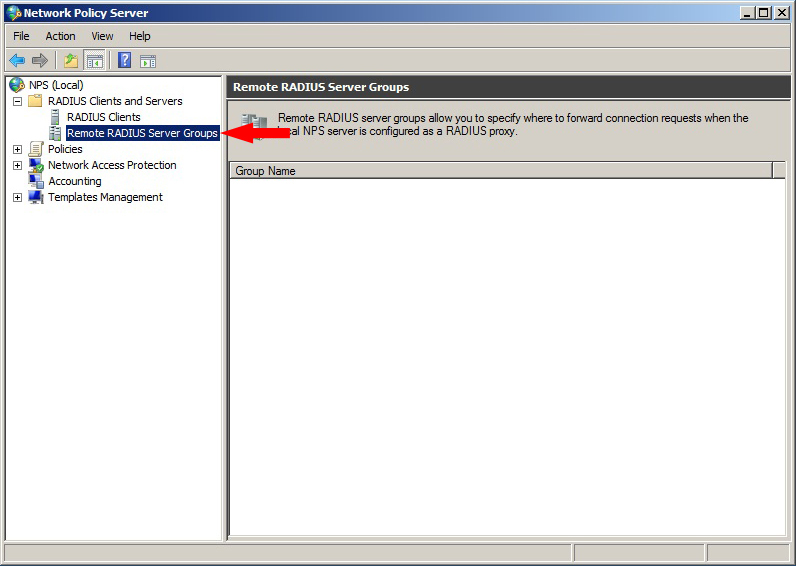 Network Policy Server
File Action View Help
NPS (Local)
RADIUS Clients and Servers
RADIUS Clients
Remote RADIUS Server Groups
Policies
Network Access Protection
Accounting
Templates Management
Remote RADIUS Server Groups
Remote RADIUS server groups allow you to specify where to forward connection requests when the
NPS server is configured as a RADIUS proxy.
Group Name